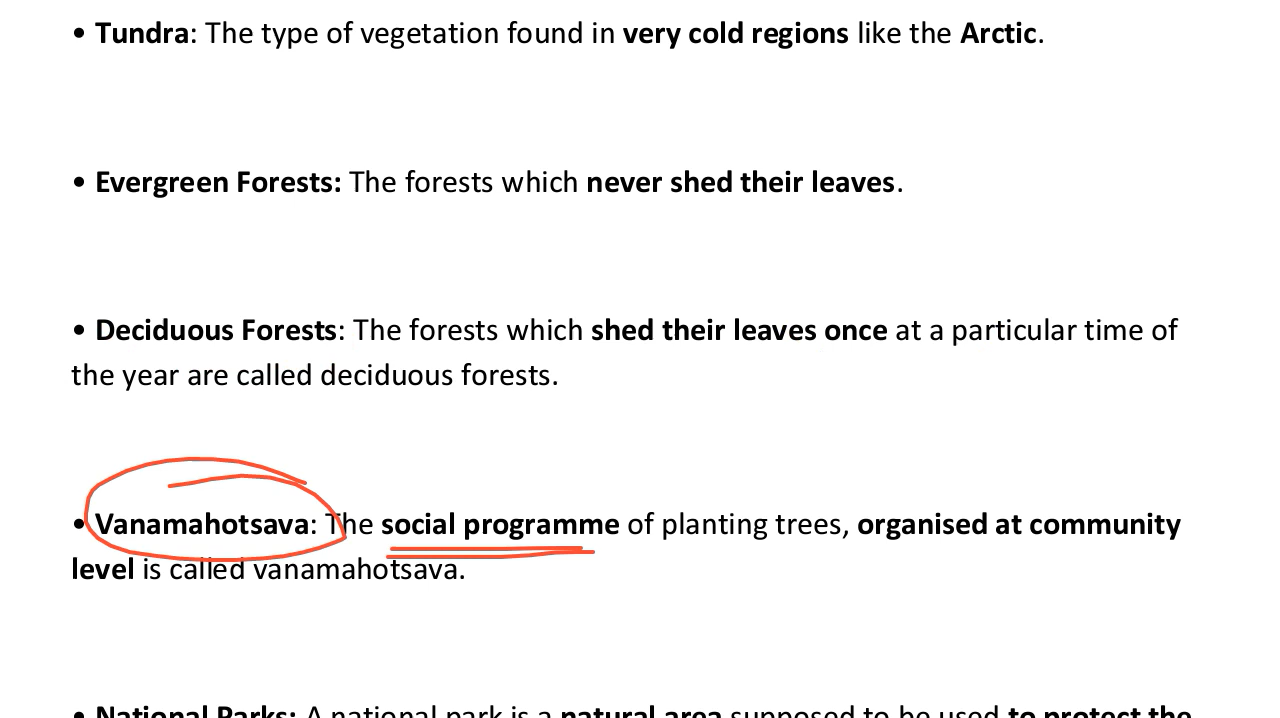 • Tundra: The type of vegetation found in very cold regions like the Arctic.
• Evergreen Forests: The forests which never shed their leaves.
• Deciduous Forests: The forests which shed their leaves once at a particular time of
the year are called deciduous forests.
• Vanamahotsava: The social programme of planting trees, organised at community
level is called vanamahotsava.
• National Parks: A national park is a natural area supposed to be used to protect the